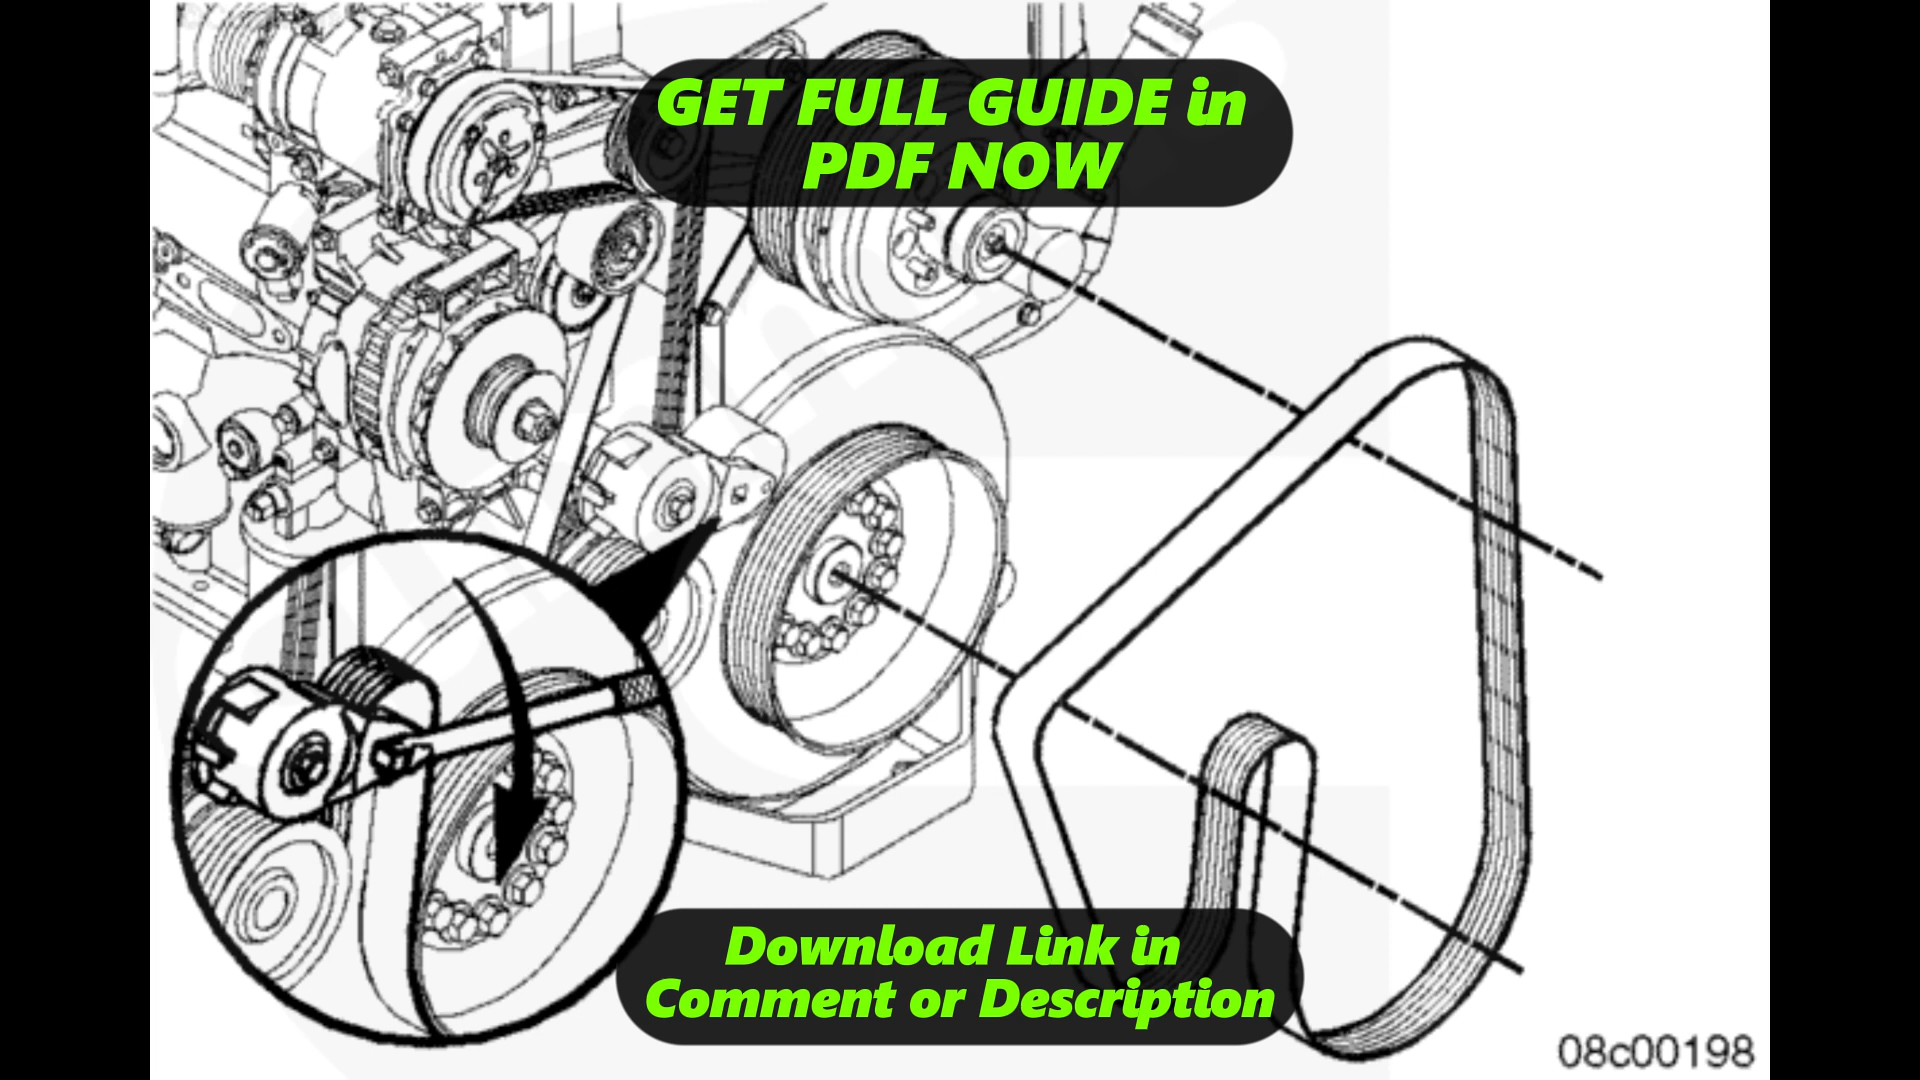 GET FULL GUIDE in
PDF NOW
Download Link in
Comment or Description
08c00198